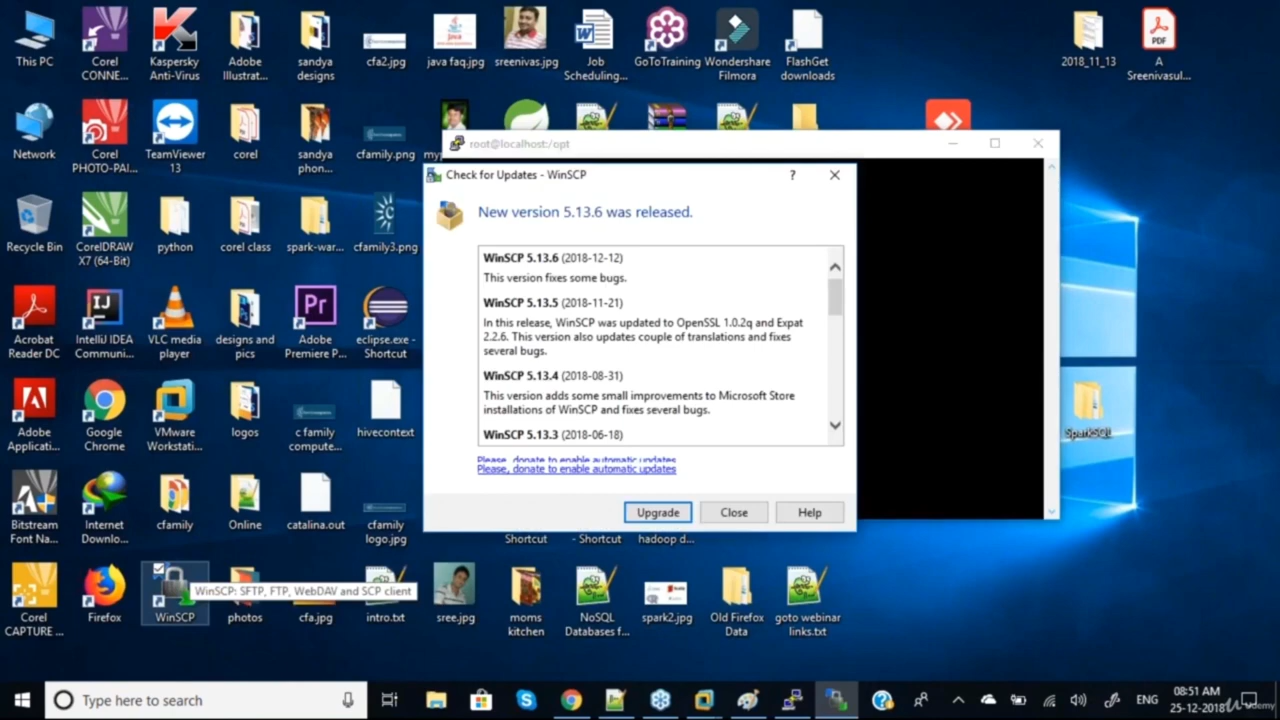 This PC
Corel CONNE...
Kaspersky Anti-Virus
Adobe Illustrat...
sandya designs
cfa2.jpg
java faq.jpg
sreenivas.jpg
Job Scheduling...
GoToTraining
Wondershare Filmora
FlashGet downloads
2018_11_13
A Sreenivasul...
PDF
Network
Corel PHOTO-PAI...
TeamViewer 13
corel
sandya phon...
cfamily.png
root@localhost:/opt
Check for Updates - WinSCP
?
New version 5.13.6 was released.
WinSCP 5.13.6 (2018-12-12)
This version fixes some bugs.
WinSCP 5.13.5 (2018-11-21)
In this release, WinSCP was updated to OpenSSL 1.0.2q and Expat
2.2.6. This version also updates couple of translations and fixes
several bugs.
WinSCP 5.13.4 (2018-08-31)
This version adds some small improvements to Microsoft Store
installations of WinSCP and fixes several bugs.
WinSCP 5.13.3 (2018-06-18)
Please, donate to enable automatic updates
Please, donate to enable automatic updates
Upgrade
Close
Help
Recycle Bin
CorelDRAW X7 (64-Bit)
python
corel class
spark-war...
cfamily3.png
Acrobat Reader DC
IntelliJ IDEA Communi...
VLC media player
designs and pics
Adobe Premiere P...
eclipse.exe - Shortcut
Adobe Applicati...
Google Chrome
VMware Workstati...
logos
c family compute...
hivecontext
SparkSQL
Bitstream Font Na...
Internet Downlo...
cfamily
Online
catalina.out
cfamily logo.jpg
Shortcut
- Shortcut
hadoop d...
Corel CAPTURE ...
Firefox
WinSCP
WinSCP: SFTP, FTP, WebDAV and SCP client
photos
cfa.jpg
intro.txt
sree.jpg
moms kitchen
NoSQL Databases f...
spark2.jpg
Old Firefox Data
goto webinar links.txt
Type here to search
ENG
08:51 AM
25-12-2018
Udemy